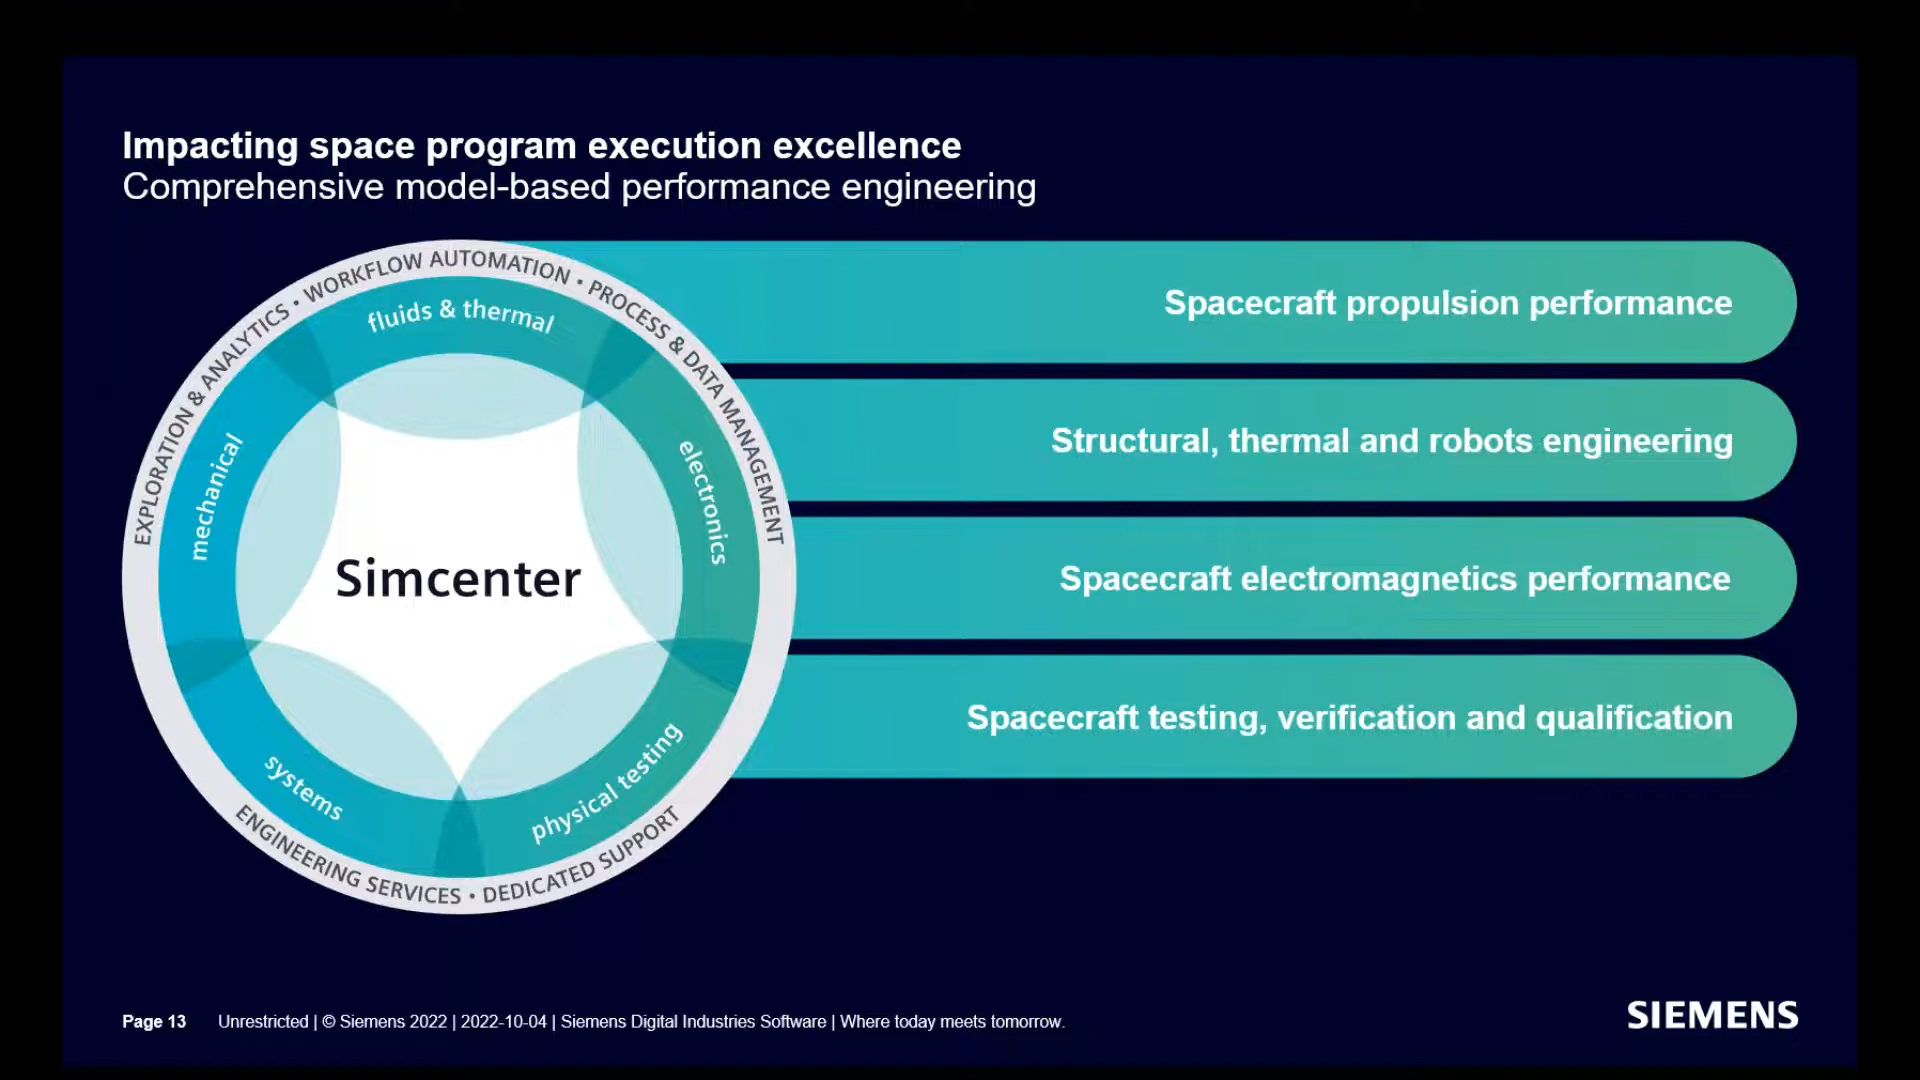 Impacting space program execution excellence
Comprehensive model-based performance engineering
EXPLORATION & ANALYTICS • WORKFLOW AUTOMATION • PROCESS & DATA MANAGEMENT
fluids & thermal
mechanical
electronics
Simcenter
systems
physical testing
ENGINEERING SERVICES • DEDICATED SUPPORT
Spacecraft propulsion performance
Structural, thermal and robots engineering
Spacecraft electromagnetics performance
Spacecraft testing, verification and qualification
Page 13 Unrestricted | © Siemens 2022 | 2022-10-04 | Siemens Digital Industries Software | Where today meets tomorrow.
SIEMENS